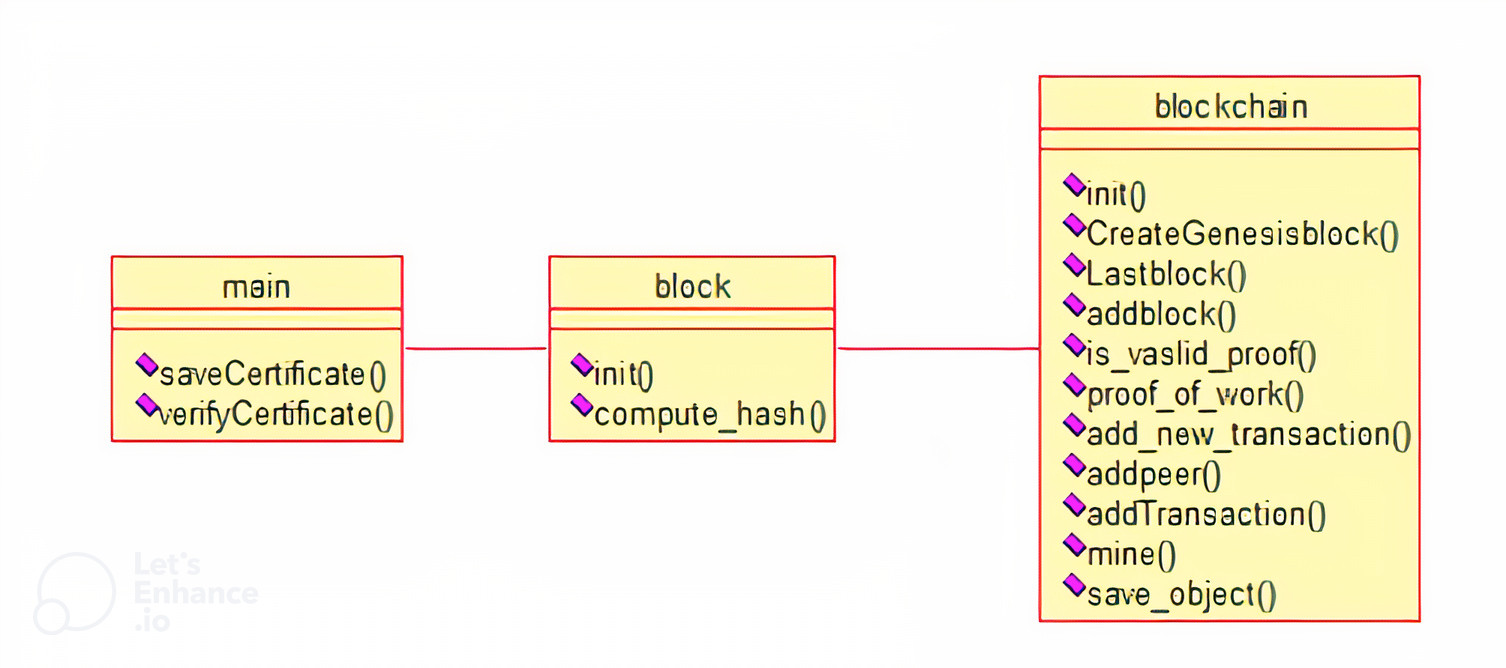 main
saveCertificate()
verifyCertificate()
block
init()
compute_hash()
blockchain
init()
CreateGenesisblock()
Lastblock()
addblock()
is_vaslid_proof()
proof_of_work()
add_new_transaction()
addpeer()
addTransaction()
mine()
save_object()
Let's
Enhance
.io